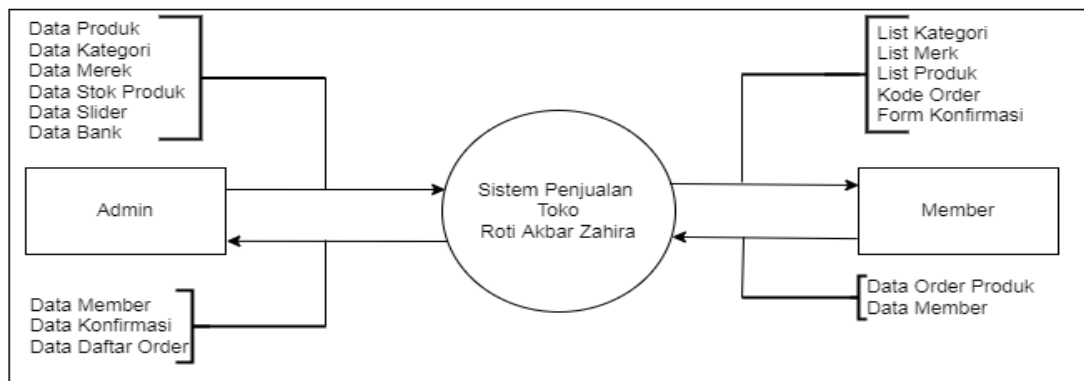 Data Produk
Data Kategori
Data Merek
Data Stok Produk
Data Slider
Data Bank
List Kategori
List Merk
List Produk
Kode Order
Form Konfirmasi
Admin
Sistem Penjualan
Toko
Roti Akbar Zahira
Member
Data Member
Data Konfirmasi
Data Daftar Order
Data Order Produk
Data Member